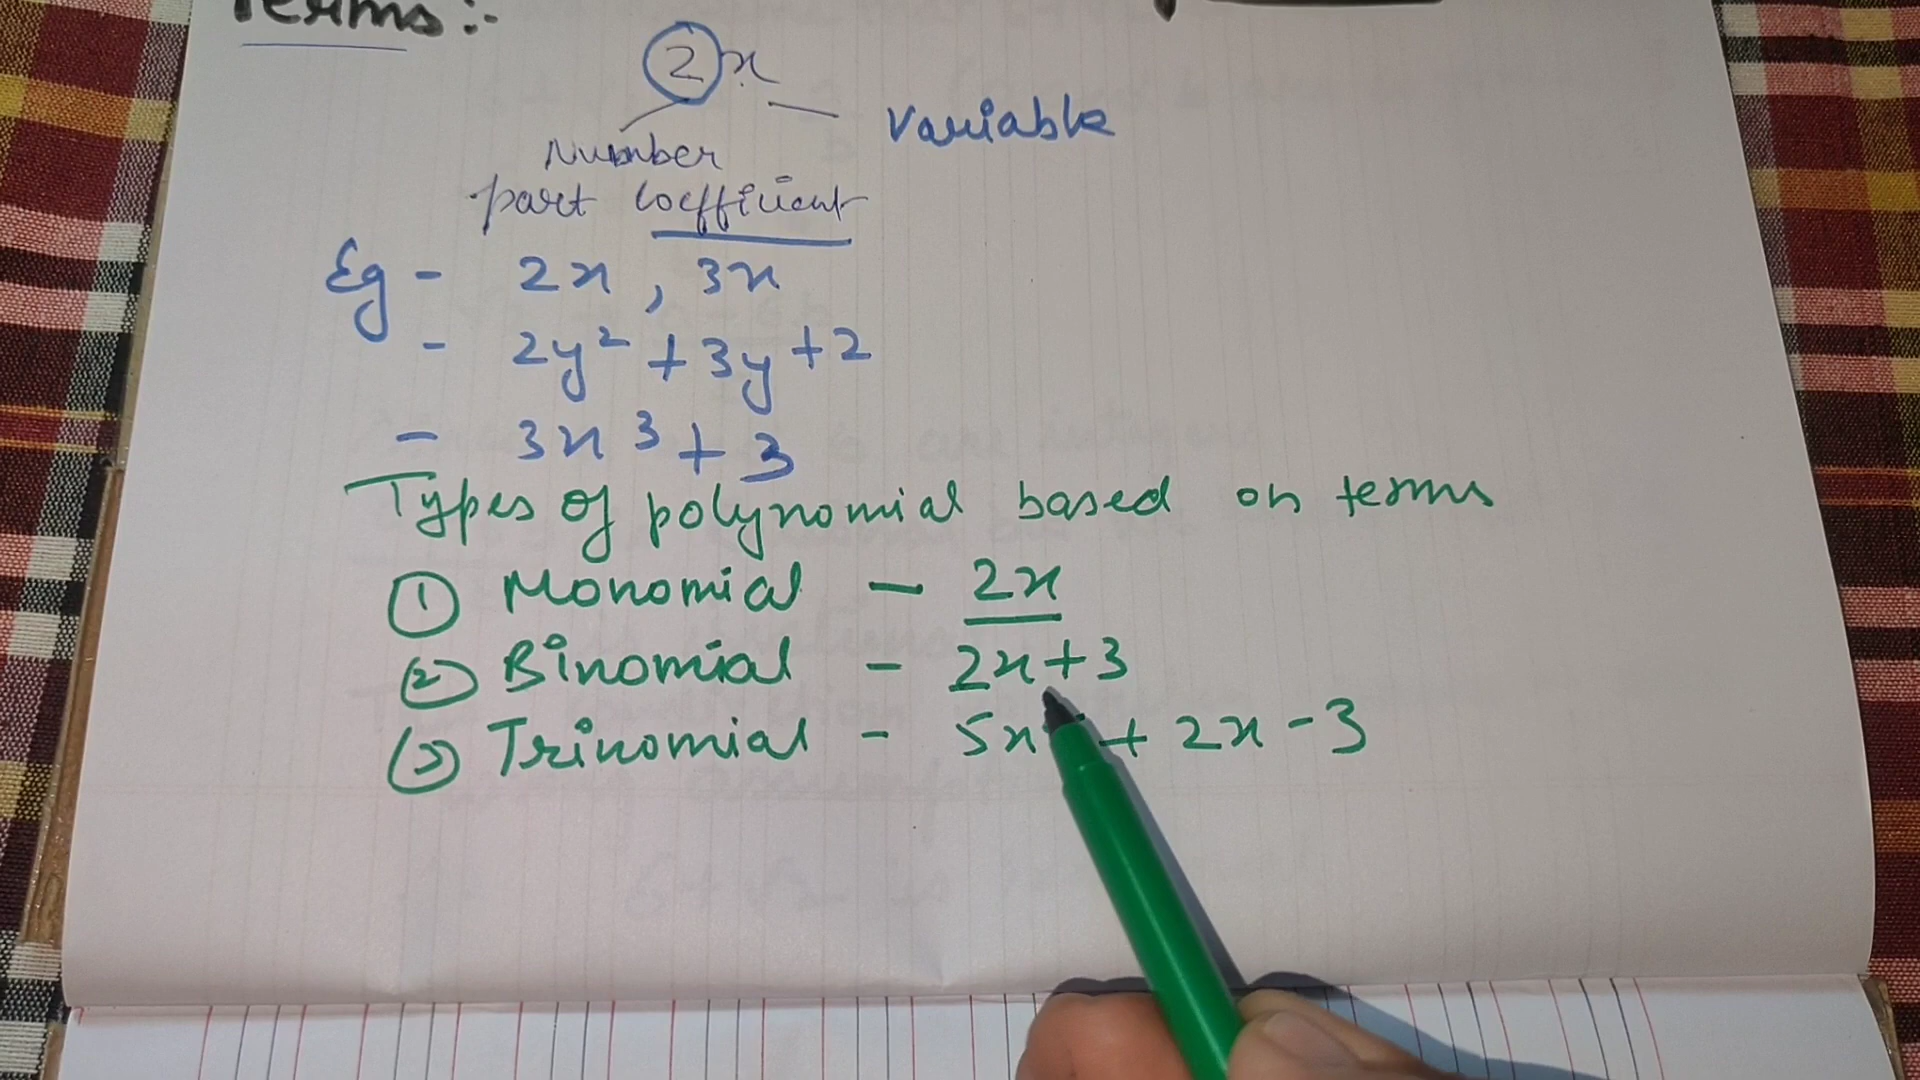 Terms :-
2x
Variable
Number
part coefficient
Eg - 2x , 3x
- 2y² + 3y + 2
- 3x³ + 3
Types of polynomial based on terms
① Monomial - 2x
② Binomial - 2x + 3
③ Trinomial - 5x + 2x - 3